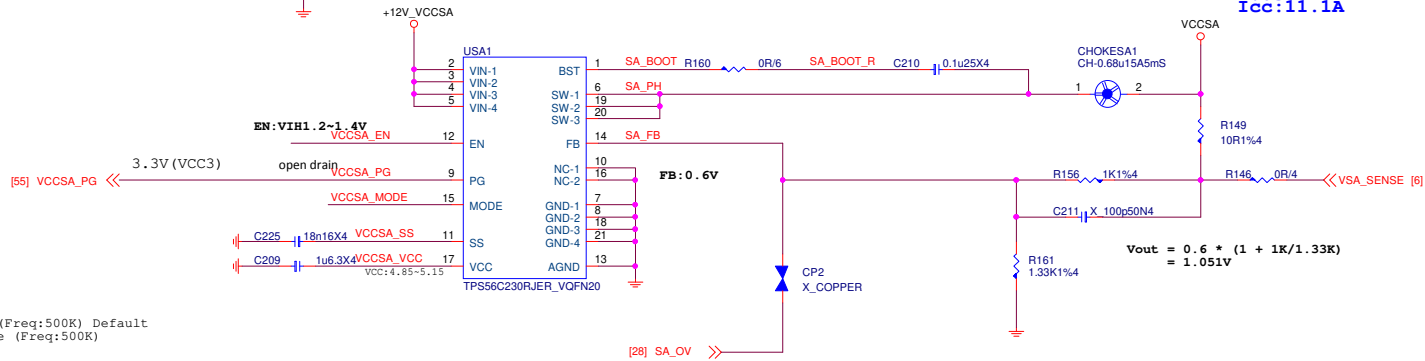 Icc:11.1A
+12V_VCCSA
VCCSA
USA1
CHOKESA1
CH-0.68u15A5mS
2 VIN-1
3 VIN-2
4 VIN-3
5 VIN-4
BST 1 SA_BOOT R160 0R/6 SA_BOOT_R C210 0.1u25X4
SW-1 6 SA_PH
SW-2 19
SW-3 20
1 2
EN:VIH1.2~1.4V
VCCSA_EN 12 EN
FB 14 SA_FB
R149
10R1%4
3.3V(VCC3) open drain
[55] VCCSA_PG VCCSA_PG 9 PG
NC-1 10
NC-2 16
FB:0.6V
R156 1K1%4
R146 0R/4
VSA_SENSE [6]
VCCSA_MODE 15 MODE
GND-1 7
GND-2 8
GND-3 18
GND-4 21
C211 X_100p50N4
C225 18n16X4 VCCSA_SS 11 SS
C209 1u6.3X4 VCCSA_VCC 17 VCC
VCC:4.85~5.15
AGND 13
TPS56C230RJER_VQFN20
Vout = 0.6 * (1 + 1K/1.33K)
= 1.051V
R161
1.33K1%4
CP2
X_COPPER
(Freq:500K) Default
e (Freq:500K)
[28] SA_OV